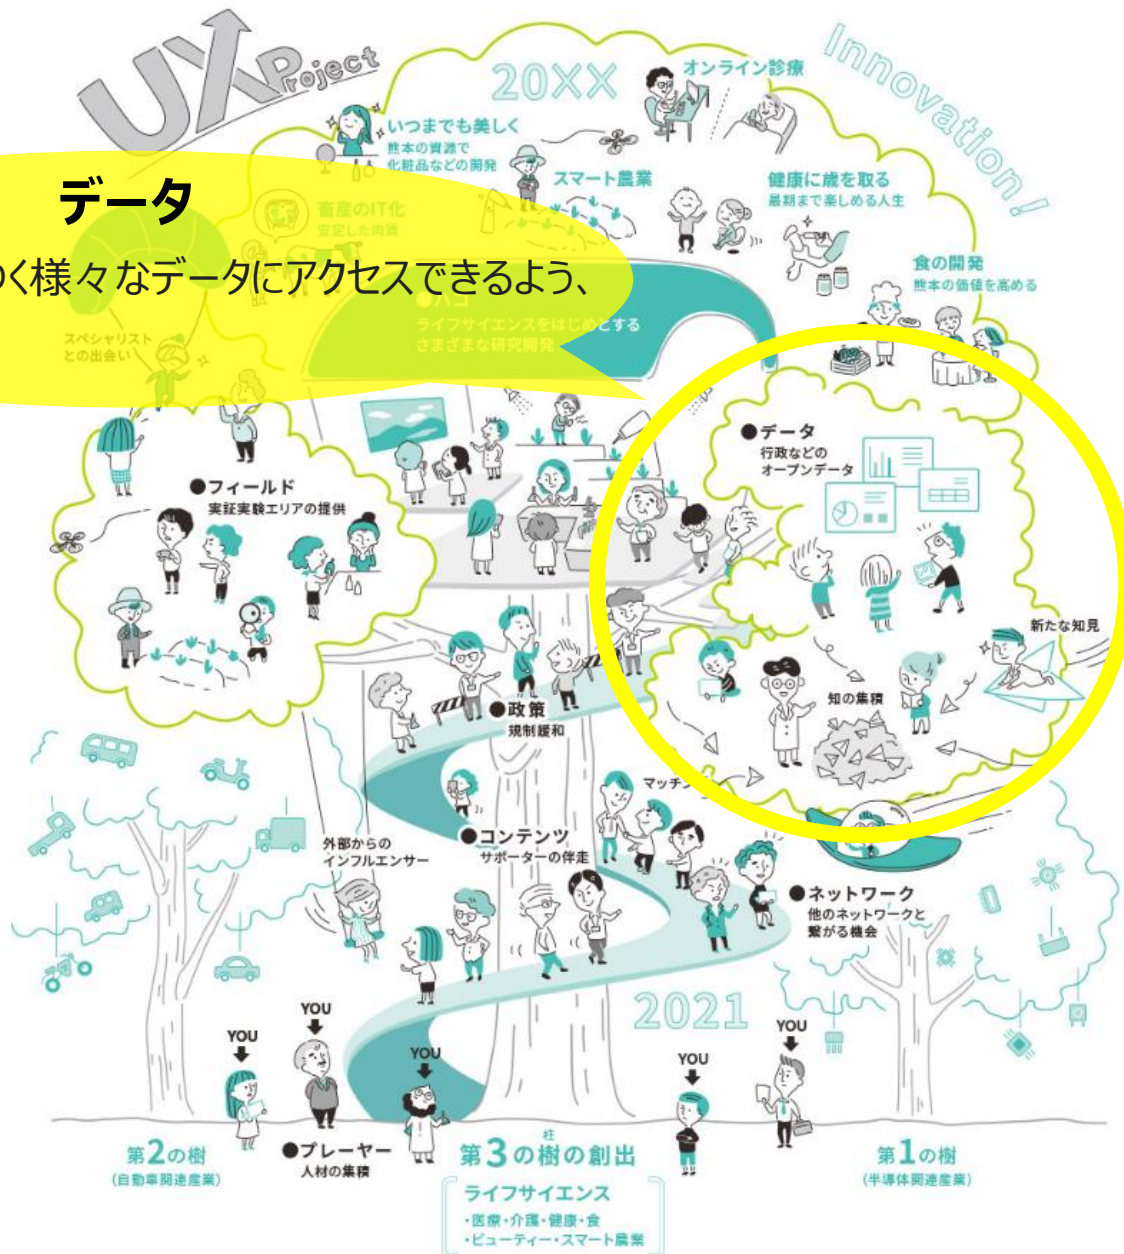 UX Project
Innovation!
20XX
オンライン診療
いつまでも美しく
熊本の資源で
化粧品などの開発
スマート農業
健康に歳を取る
最期まで楽しめる人生
データ
畜産のIT化
安定した肉質
く様々なデータにアクセスできるよう、
食の開発
熊本の価値を高める
●ハコ
ライフサイエンスをはじめとする
さまざまな研究開発
スペシャリスト
との出会い
●データ
行政などの
オープンデータ
●フィールド
実証実験エリアの提供
新たな知見
知の集積
●政策
規制緩和
マッチン
●コンテンツ
サポーターの伴走
外部からの
インフルエンサー
●ネットワーク
他のネットワークと
繋がる機会
2021
YOU
YOU
YOU
YOU
YOU
●プレーヤー
人材の集積
第2の樹
(自動車関連産業)
柱
第3の樹の創出
ライフサイエンス
・医療・介護・健康・食
・ビューティー・スマート農業
第1の樹
(半導体関連産業)